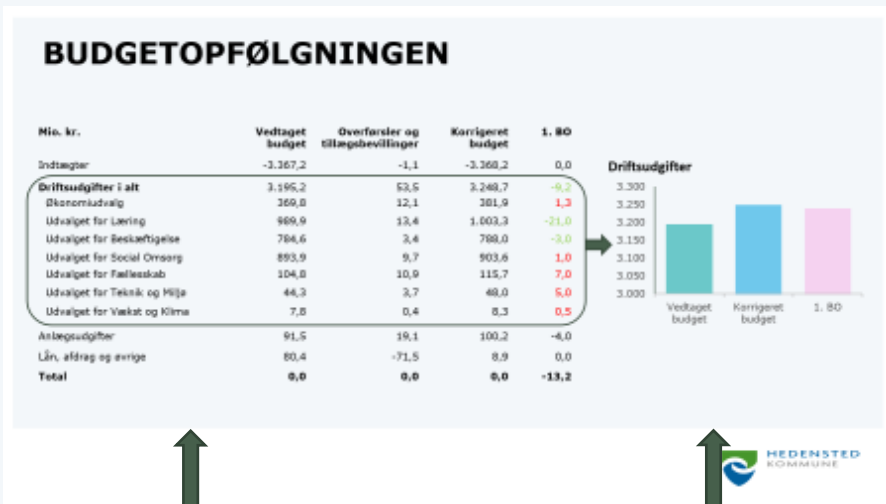 BUDGETOPFØLGNINGEN
Mio. kr. Vedtaget budget Overførsler og tillægsbevillinger Korrigeret budget 1. BO
Indtægter -3.367,2 -1,1 -3.368,2 0,0
Driftsudgifter i alt 3.195,2 53,5 3.248,7 -9,2
Økonomiudvalg 369,8 12,1 381,9 1,3
Udvalget for Læring 989,9 13,4 1.003,3 -21,0
Udvalget for Beskæftigelse 784,6 3,4 788,0 -3,0
Udvalget for Social Omsorg 893,9 9,7 903,6 1,0
Udvalget for Fællesskab 104,8 10,9 115,7 7,0
Udvalget for Teknik og Miljø 44,3 3,7 48,0 5,0
Udvalget for Vækst og Klima 7,8 0,4 8,3 0,5
Anlægsudgifter 91,5 19,1 100,2 -4,0
Lån, afdrag og øvrige 80,4 -71,5 8,9 0,0
Total 0,0 0,0 0,0 -13,2
Driftsudgifter
3.300
3.250
3.200
3.150
3.100
3.050
3.000
Vedtaget budget Korrigeret budget 1. BO
HEDENSTED
KOMMUNE